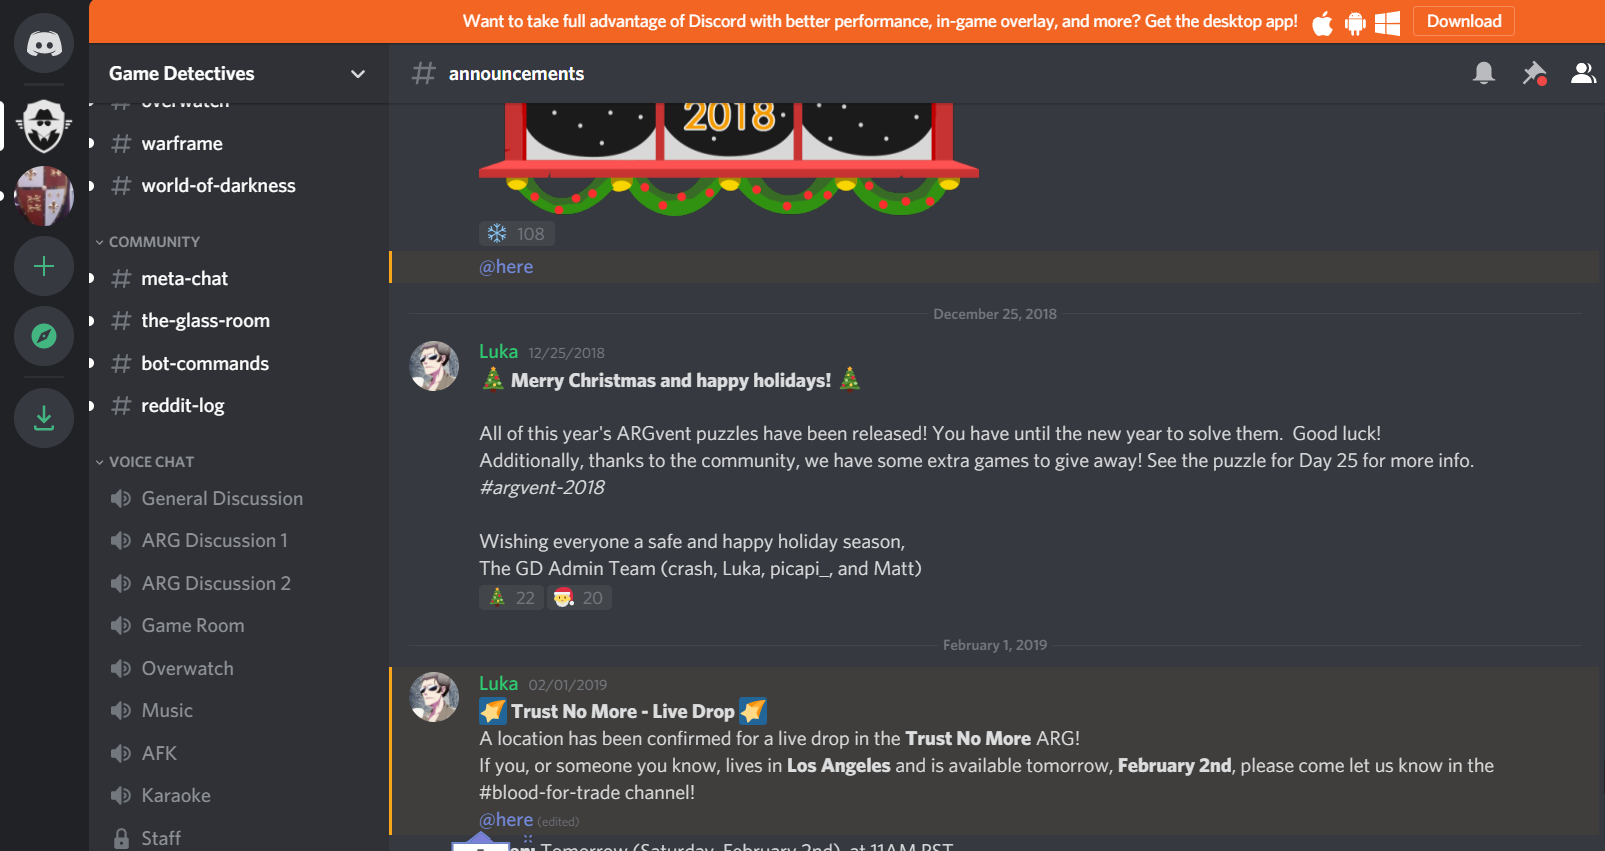 Want to take full advantage of Discord with better performance, in-game overlay, and more? Get the desktop app!
Download
Game Detectives
# announcements
# overwatch
# warframe
# world-of-darkness
COMMUNITY
# meta-chat
# the-glass-room
# bot-commands
# reddit-log
VOICE CHAT
General Discussion
ARG Discussion 1
ARG Discussion 2
Game Room
Overwatch
Music
AFK
Karaoke
Staff
2018
108
@here
December 25, 2018
Luka 12/25/2018
🎄 Merry Christmas and happy holidays! 🎄
All of this year's ARGvent puzzles have been released! You have until the new year to solve them.  Good luck!
Additionally, thanks to the community, we have some extra games to give away! See the puzzle for Day 25 for more info.
#argvent-2018
Wishing everyone a safe and happy holiday season,
The GD Admin Team (crash, Luka, picapi_, and Matt)
22 20
February 1, 2019
Luka 02/01/2019
Trust No More - Live Drop
A location has been confirmed for a live drop in the Trust No More ARG!
If you, or someone you know, lives in Los Angeles and is available tomorrow, February 2nd, please come let us know in the
#blood-for-trade channel!
@here (edited)
Tomorrow (Saturday, February 2nd), at 11AM PST